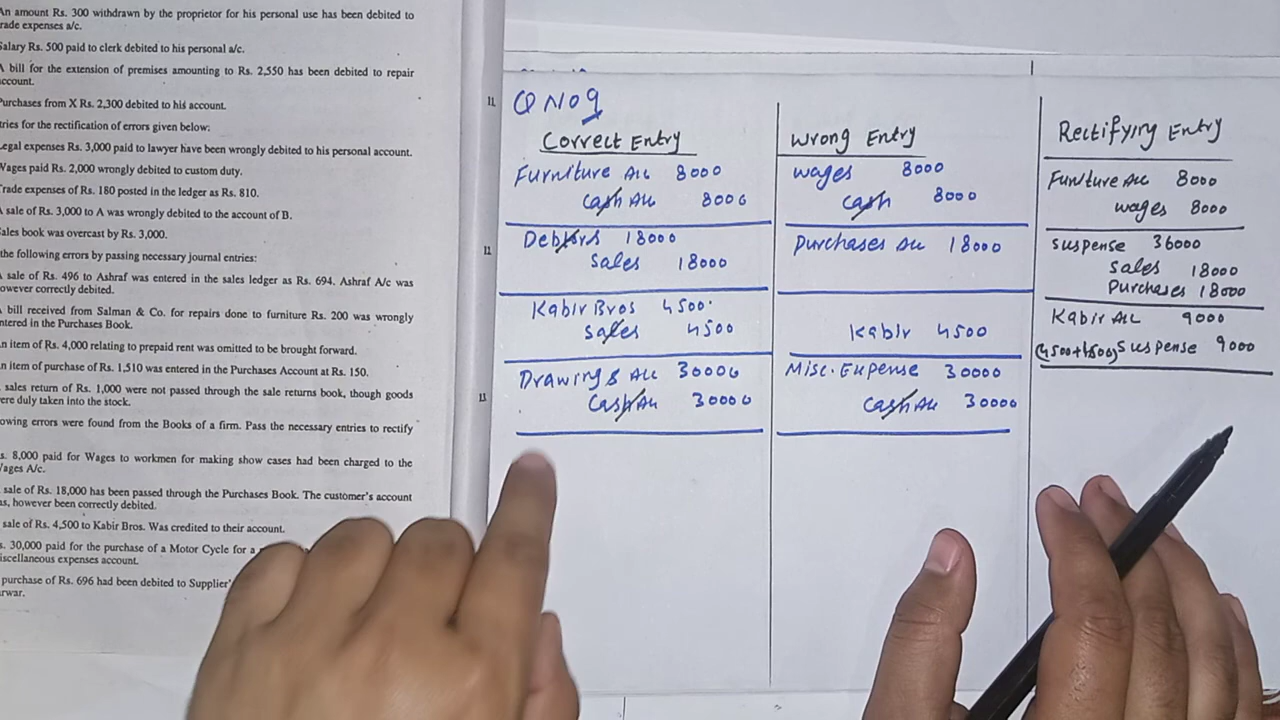 An amount Rs. 300 withdrawn by the proprietor for his personal use has been debited to
rade expenses a/c.
Salary Rs. 500 paid to clerk debited to his personal a/c.
A bill for the extension of premises amounting to Rs. 2,550 has been debited to repair
ccount.
Purchases from X Rs. 2,300 debited to his account.
tries for the rectification of errors given below:
Legal expenses Rs. 3,000 paid to lawyer have been wrongly debited to his personal account.
Wages paid Rs. 2,000 wrongly debited to custom duty.
Trade expenses of Rs. 180 posted in the ledger as Rs. 810.
A sale of Rs. 3,000 to A was wrongly debited to the account of B.
ales book was overcast by Rs. 3,000.
the following errors by passing necessary journal entries:
A sale of Rs. 496 to Ashraf was entered in the sales ledger as Rs. 694. Ashraf A/c was
owever correctly debited.
A bill received from Salman & Co. for repairs done to furniture Rs. 200 was wrongly
ntered in the Purchases Book.
n item of Rs. 4,000 relating to prepaid rent was omitted to be brought forward.
n item of purchase of Rs. 1,510 was entered in the Purchases Account at Rs. 150.
sales return of Rs. 1,000 were not passed through the sale returns book, though goods
ere duly taken into the stock.
owing errors were found from the Books of a firm. Pass the necessary entries to rectify
s. 8,000 paid for Wages to workmen for making show cases had been charged to the
Vages A/c.
sale of Rs. 18,000 has been passed through the Purchases Book. The customer's account
as, however been correctly debited.
sale of Rs. 4,500 to Kabir Bros. Was credited to their account.
s. 30,000 paid for the purchase of a Motor Cycle for a
iscellaneous expenses account.
purchase of Rs. 696 had been debited to Supplier'
rwar.
11.
12.
13
Q No 9
Correct Entry
Furniture A/c 8000
Cash A/c 8000
Debtors 18000
Sales 18000
Kabir Bros 4500.
Sales 4500
Drawings A/c 30000
Cash A/c 30000
Wrong Entry
wages 8000
cash 8000
Purchases A/c 18000
Kabir 4500
Misc. Expense 30000
Cash A/c 30000
Rectifying Entry
Funiture A/c 8000
wages 8000
Suspense 36000
Sales 18000
Purchases 18000
Kabir A/c 9000
(4500+4500) Suspense 9000